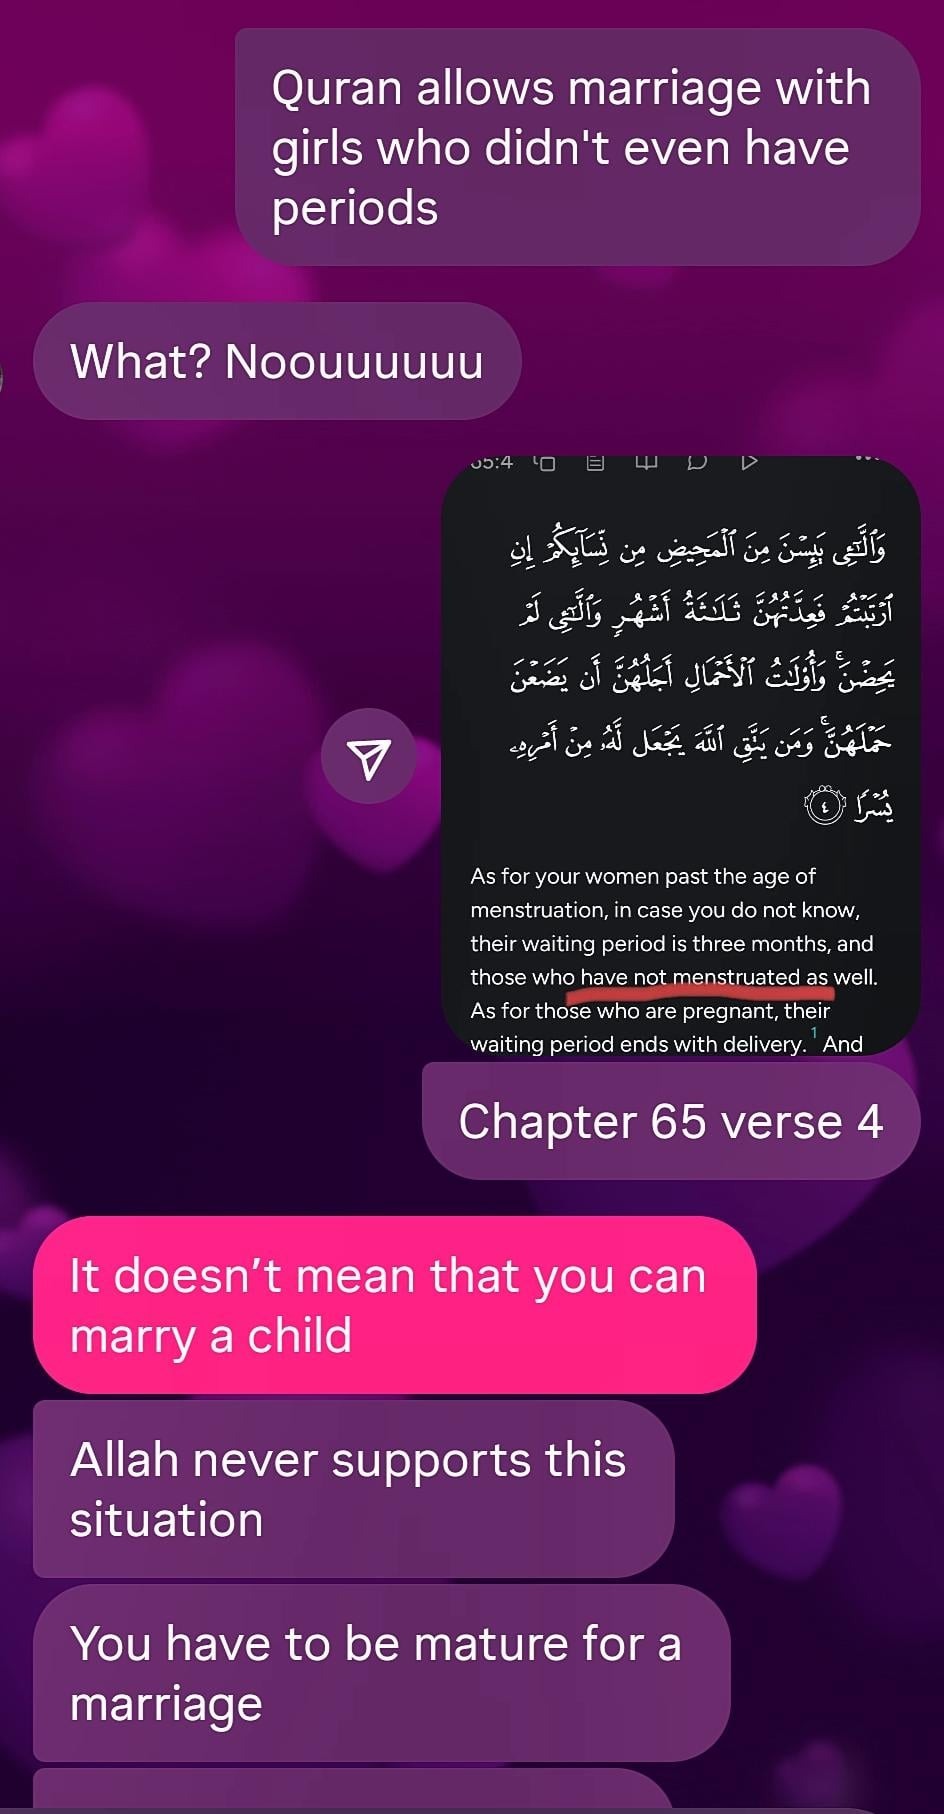 Quran allows marriage with
girls who didn't even have
periods
What? Noouuuuuu
65:4
وَٱلَّـٰٓـِٔى يَئِسْنَ مِنَ ٱلْمَحِيضِ مِن نِّسَآئِكُمْ إِنِ
ٱرْتَبْتُمْ فَعِدَّتُهُنَّ ثَلَـٰثَةُ أَشْهُرٍ وَٱلَّـٰٓـِٔى لَمْ
يَحِضْنَ ۚ وَأُو۟لَـٰتُ ٱلْأَحْمَالِ أَجَلُهُنَّ أَن يَضَعْنَ
حَمْلَهُنَّ ۚ وَمَن يَتَّقِ ٱللَّهَ يَجْعَل لَّهُۥ مِنْ أَمْرِهِۦ
يُسْرًا ٤
As for your women past the age of
menstruation, in case you do not know,
their waiting period is three months, and
those who have not menstruated as well.
As for those who are pregnant, their
waiting period ends with delivery. 1 And
Chapter 65 verse 4
It doesn’t mean that you can
marry a child
Allah never supports this
situation
You have to be mature for a
marriage